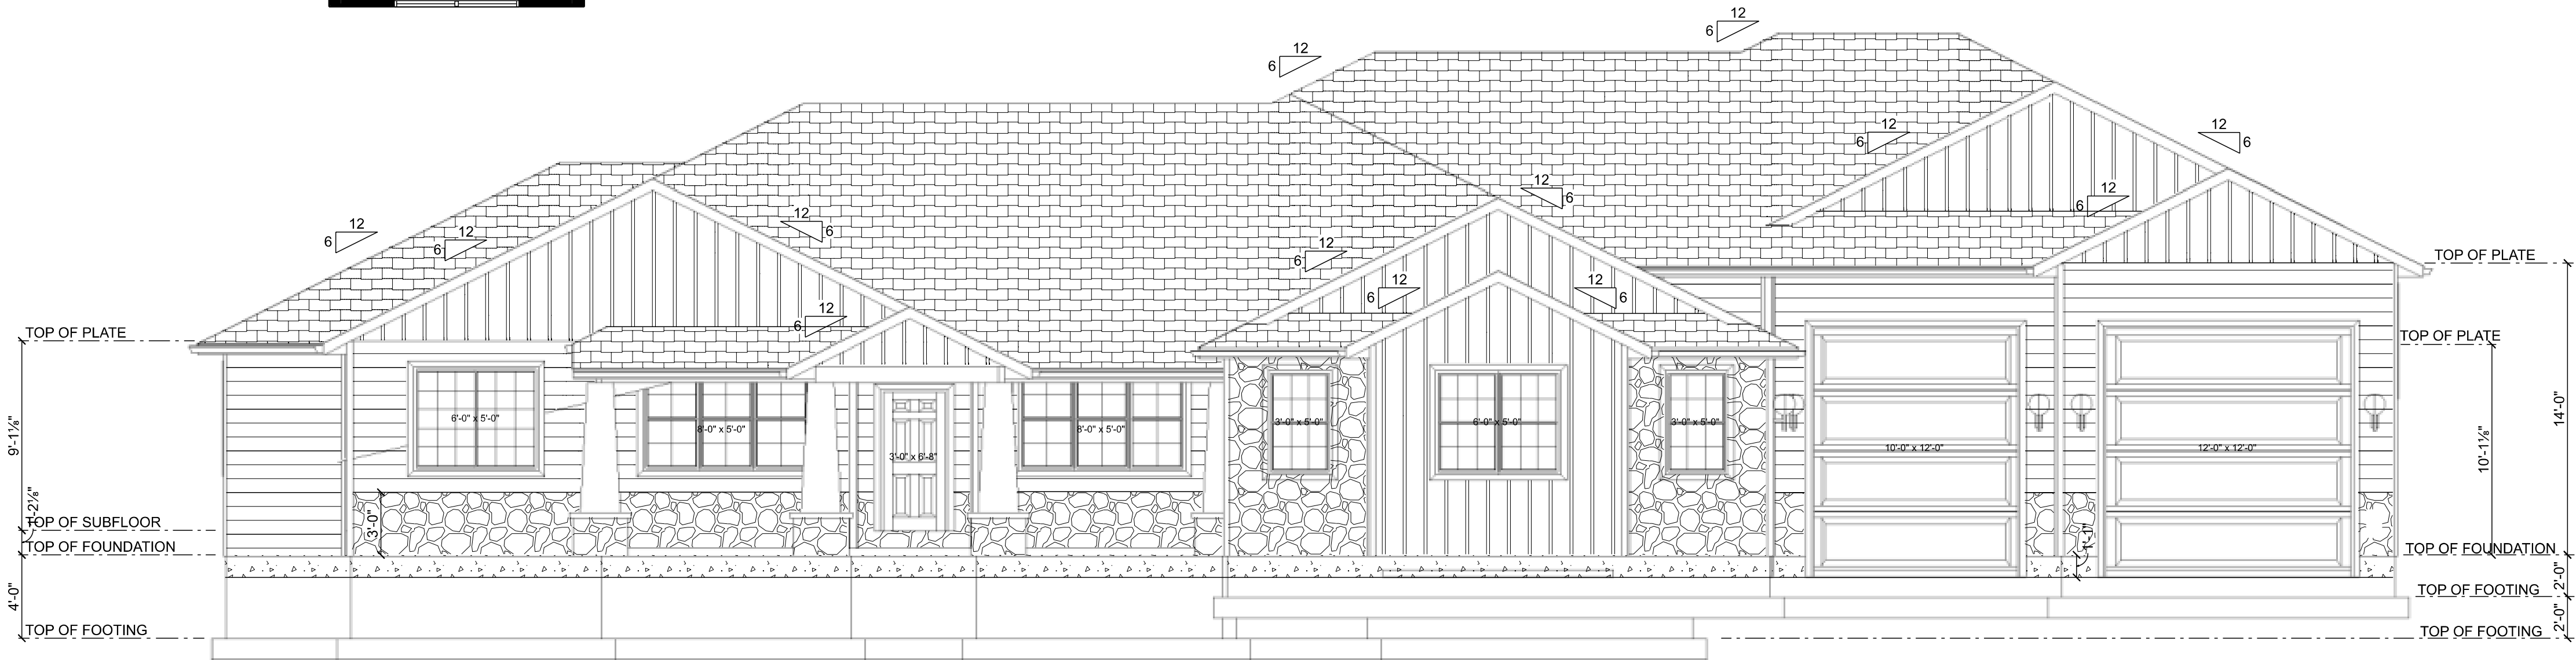 12
6
12
6
12
6
12
6
12
6
12
6
12
6
12
6
12
6
12
6
12
6
12
6
12
6
12
6
TOP OF PLATE
TOP OF PLATE
TOP OF PLATE
9'-1⅛"
14'-0"
10'-1⅛"
6'-0" x 5'-0"
8'-0" x 5'-0"
3'-0" x 6'-8"
8'-0" x 5'-0"
3'-0" x 5'-0"
6'-0" x 5'-0"
3'-0" x 5'-0"
10'-0" x 12'-0"
12'-0" x 12'-0"
TOP OF SUBFLOOR
3'-0"
1'-1"
TOP OF FOUNDATION
TOP OF FOUNDATION
4'-0"
2'-0"
TOP OF FOOTING
2'-0"
TOP OF FOOTING
TOP OF FOOTING